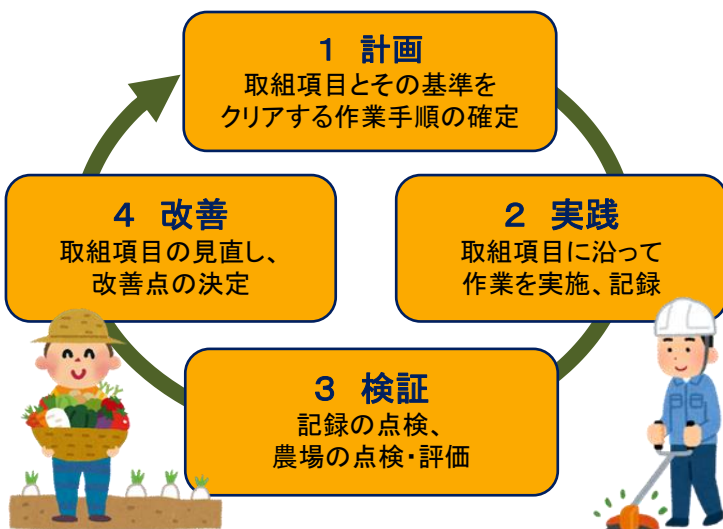 1 計画
取組項目とその基準を
クリアする作業手順の確定
2 実践
取組項目に沿って
作業を実施、記録
3 検証
記録の点検、
農場の点検・評価
4 改善
取組項目の見直し、
改善点の決定